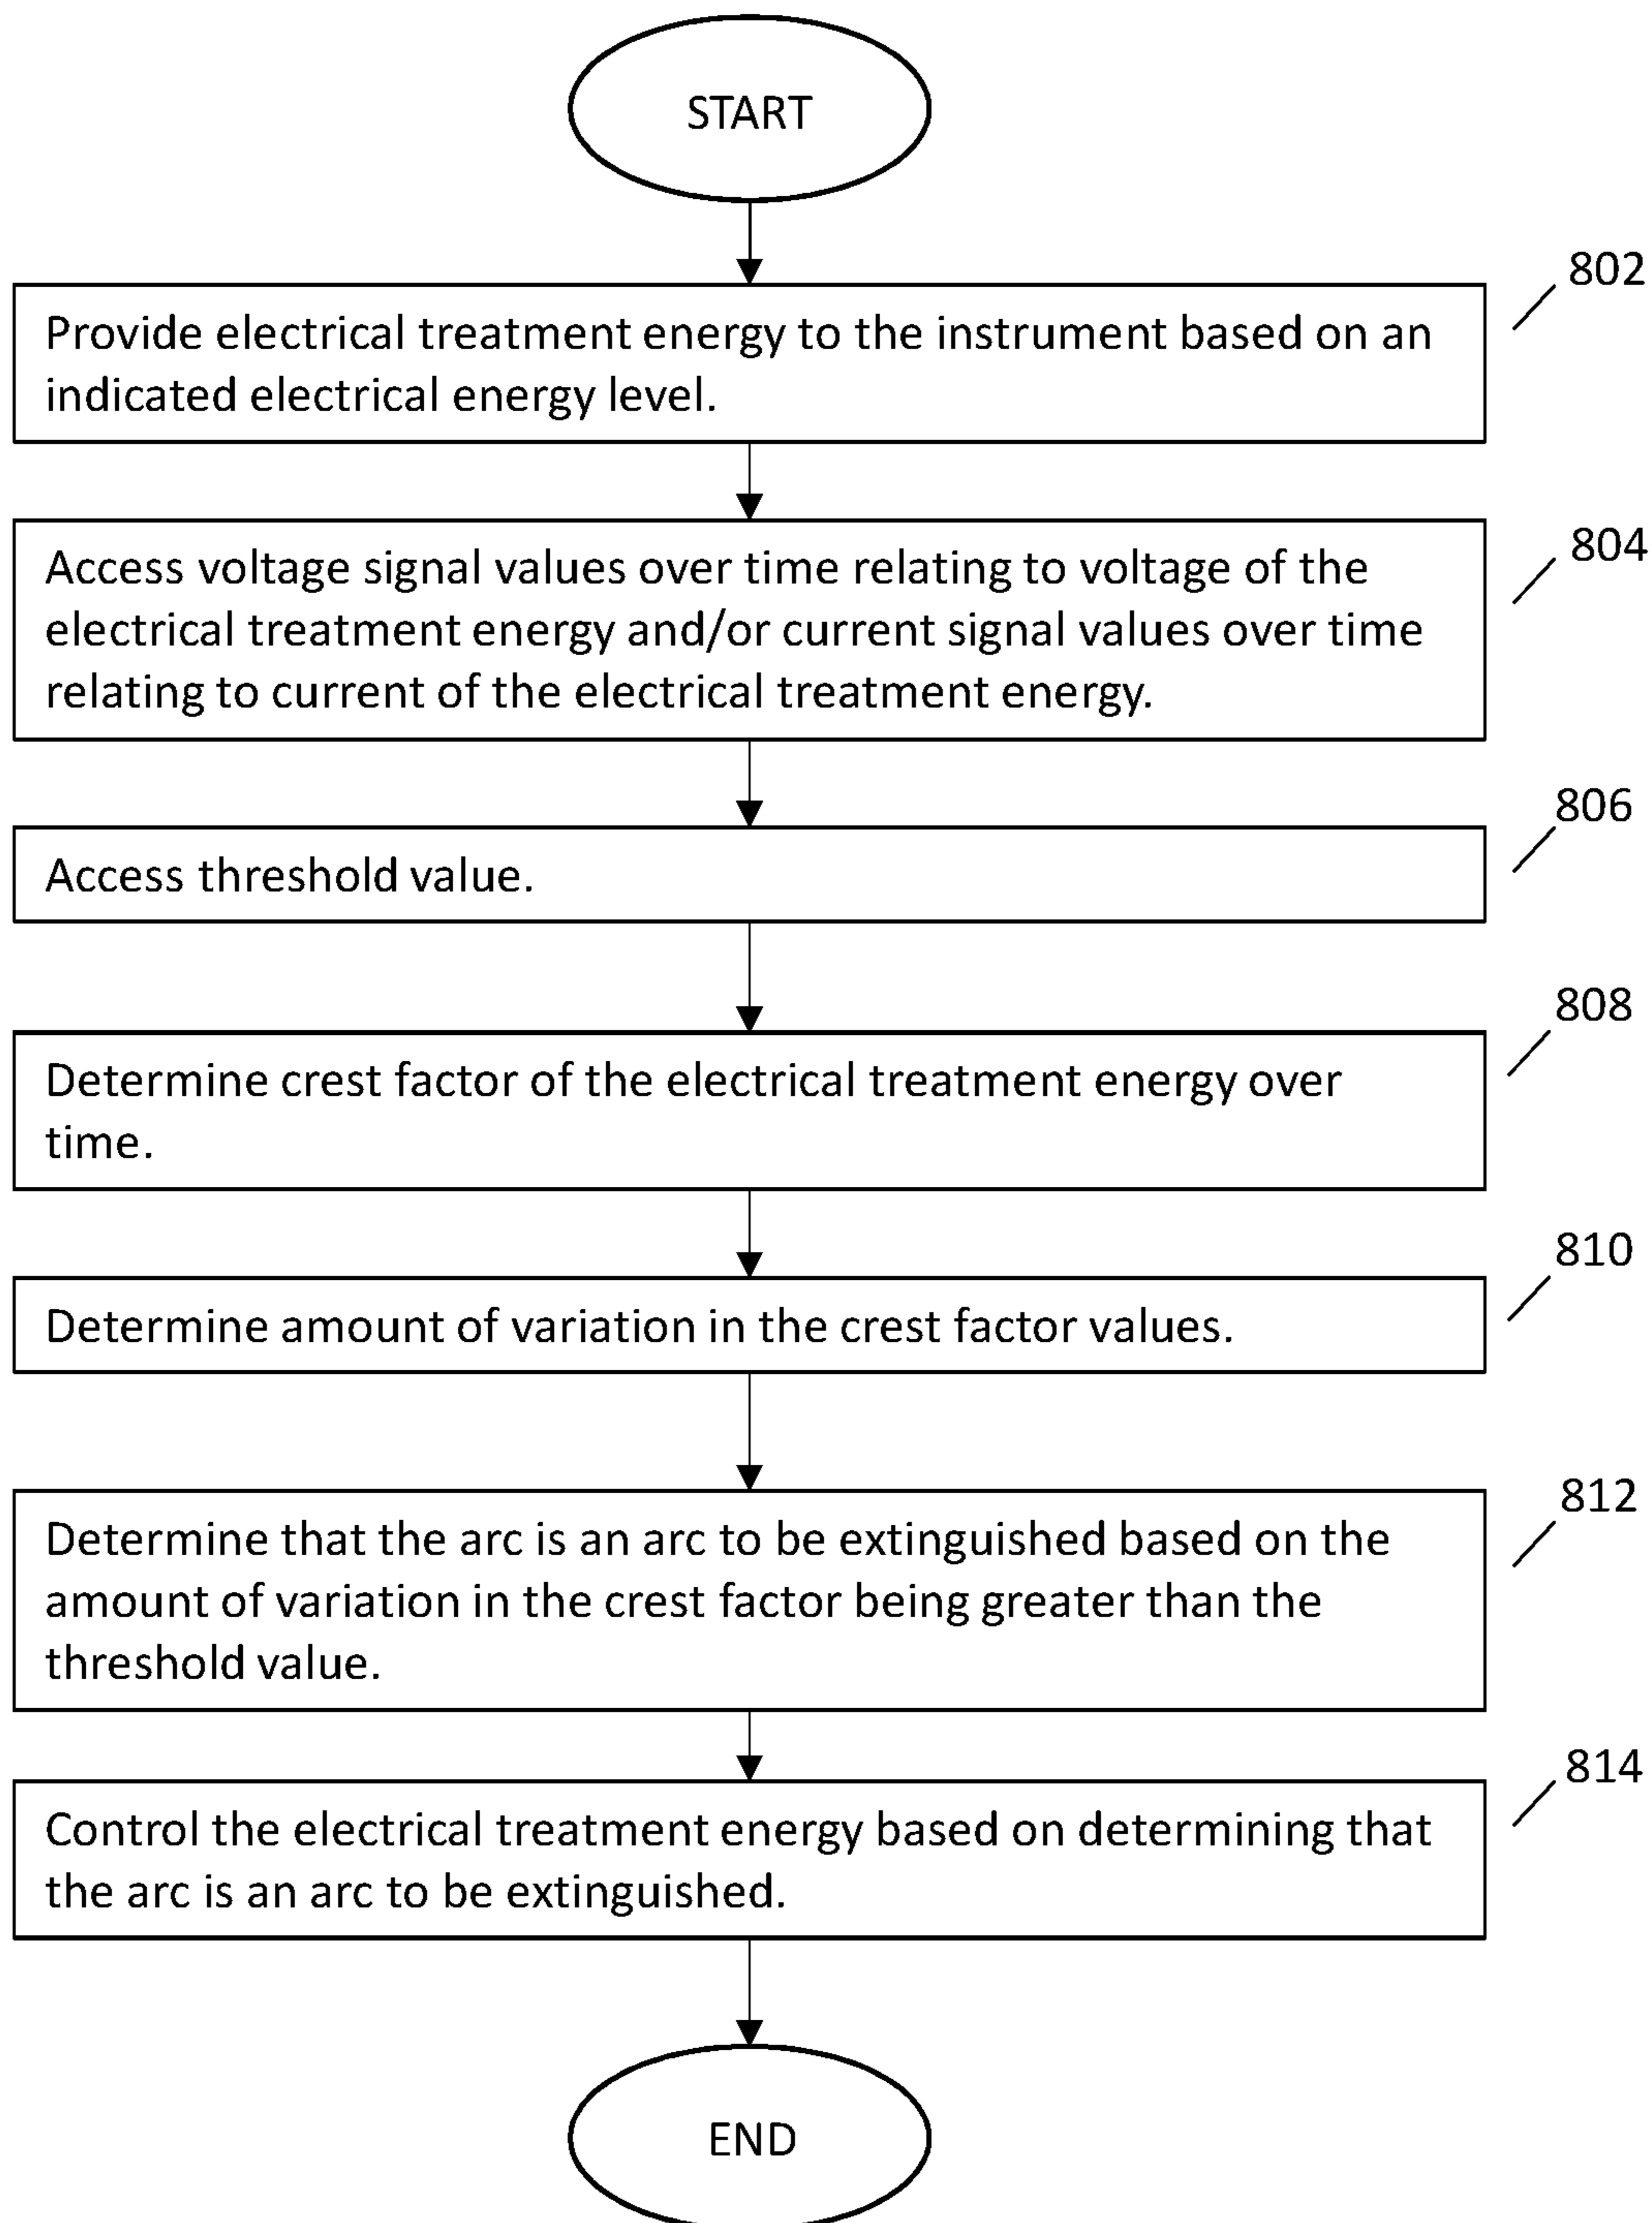 START
802
Provide electrical treatment energy to the instrument based on an
indicated electrical energy level.
804
Access voltage signal values over time relating to voltage of the
electrical treatment energy and/or current signal values over time
relating to current of the electrical treatment energy.
806
Access threshold value.
808
Determine crest factor of the electrical treatment energy over
time.
810
Determine amount of variation in the crest factor values.
812
Determine that the arc is an arc to be extinguished based on the
amount of variation in the crest factor being greater than the
threshold value.
814
Control the electrical treatment energy based on determining that
the arc is an arc to be extinguished.
END